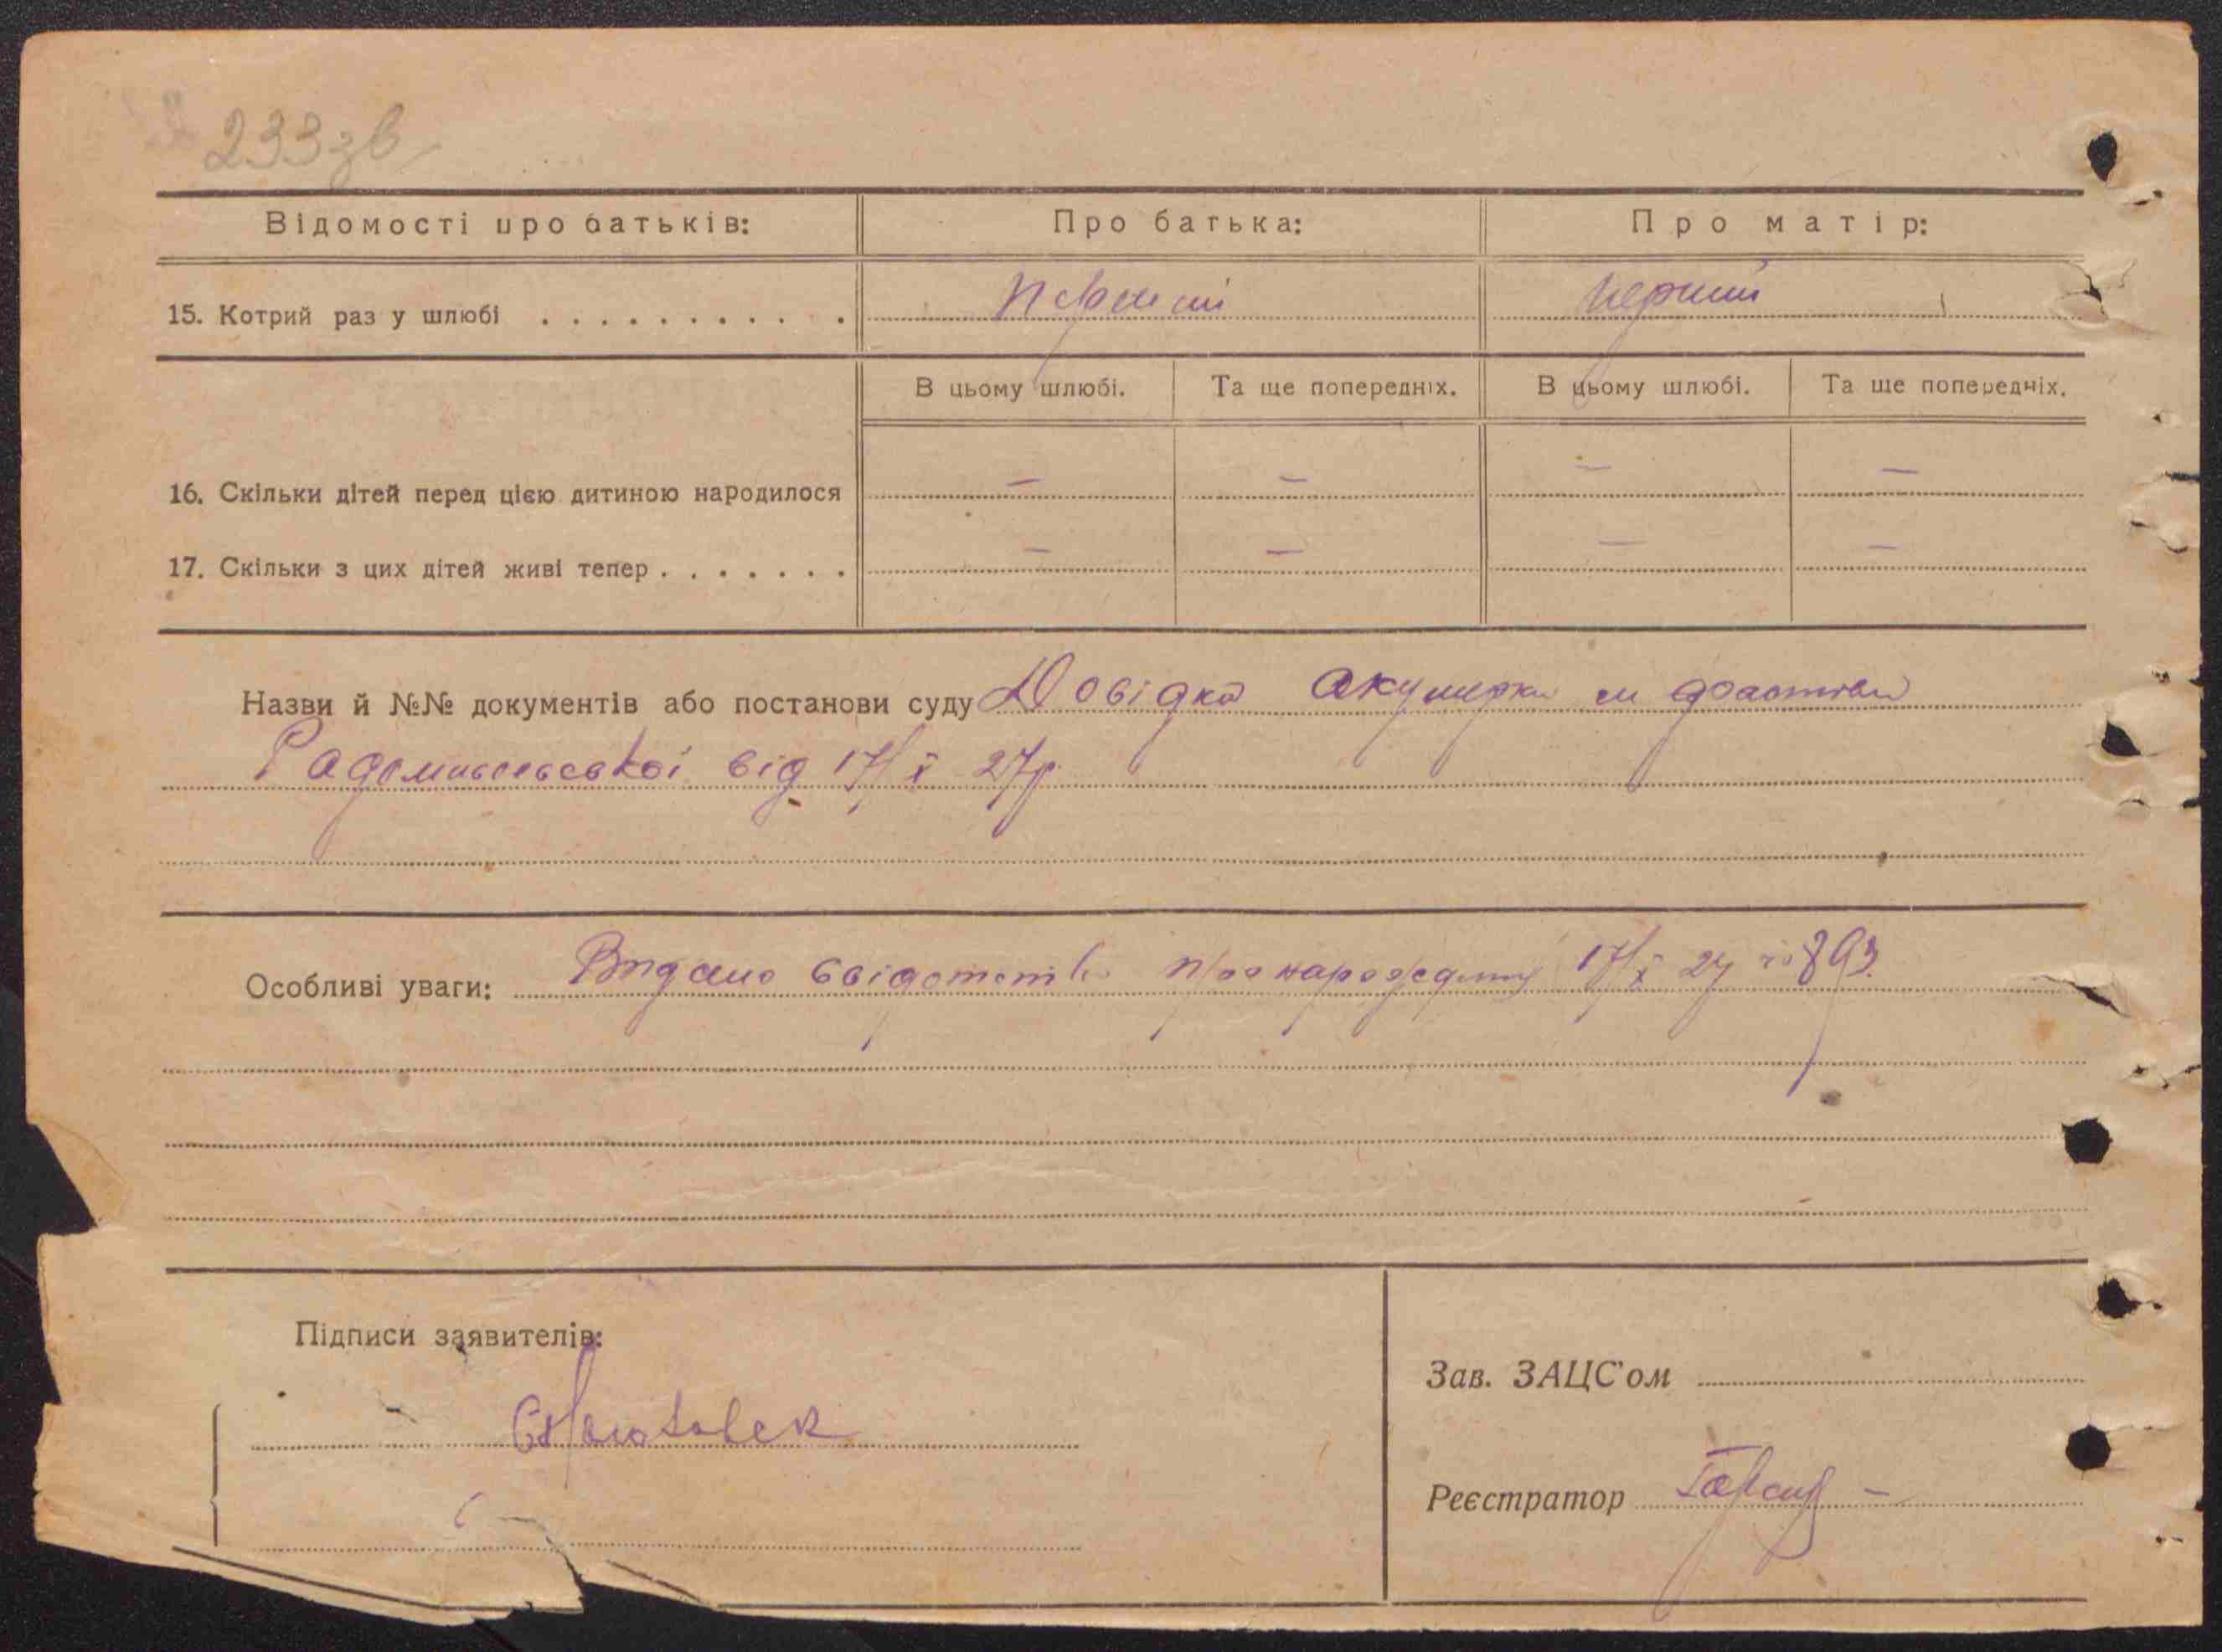 233зв
Відомості про батьків: Про батька: Про матір:
15. Котрий раз у шлюбі перший перший
В цьому шлюбі. Та ще попередніх. В цьому шлюбі. Та ще попередніх.
16. Скільки дітей перед цією дитиною народилося — — — —
17. Скільки з цих дітей живі тепер — — — —
Назви й №№ документів або постанови суду Довідка акушерки
Радомисльської від 17/X 27р.
Особливі уваги: Видано свідотство про народження 17/X 27 893
Підписи заявителів:
Зав. ЗАЦС'ом
Реєстратор